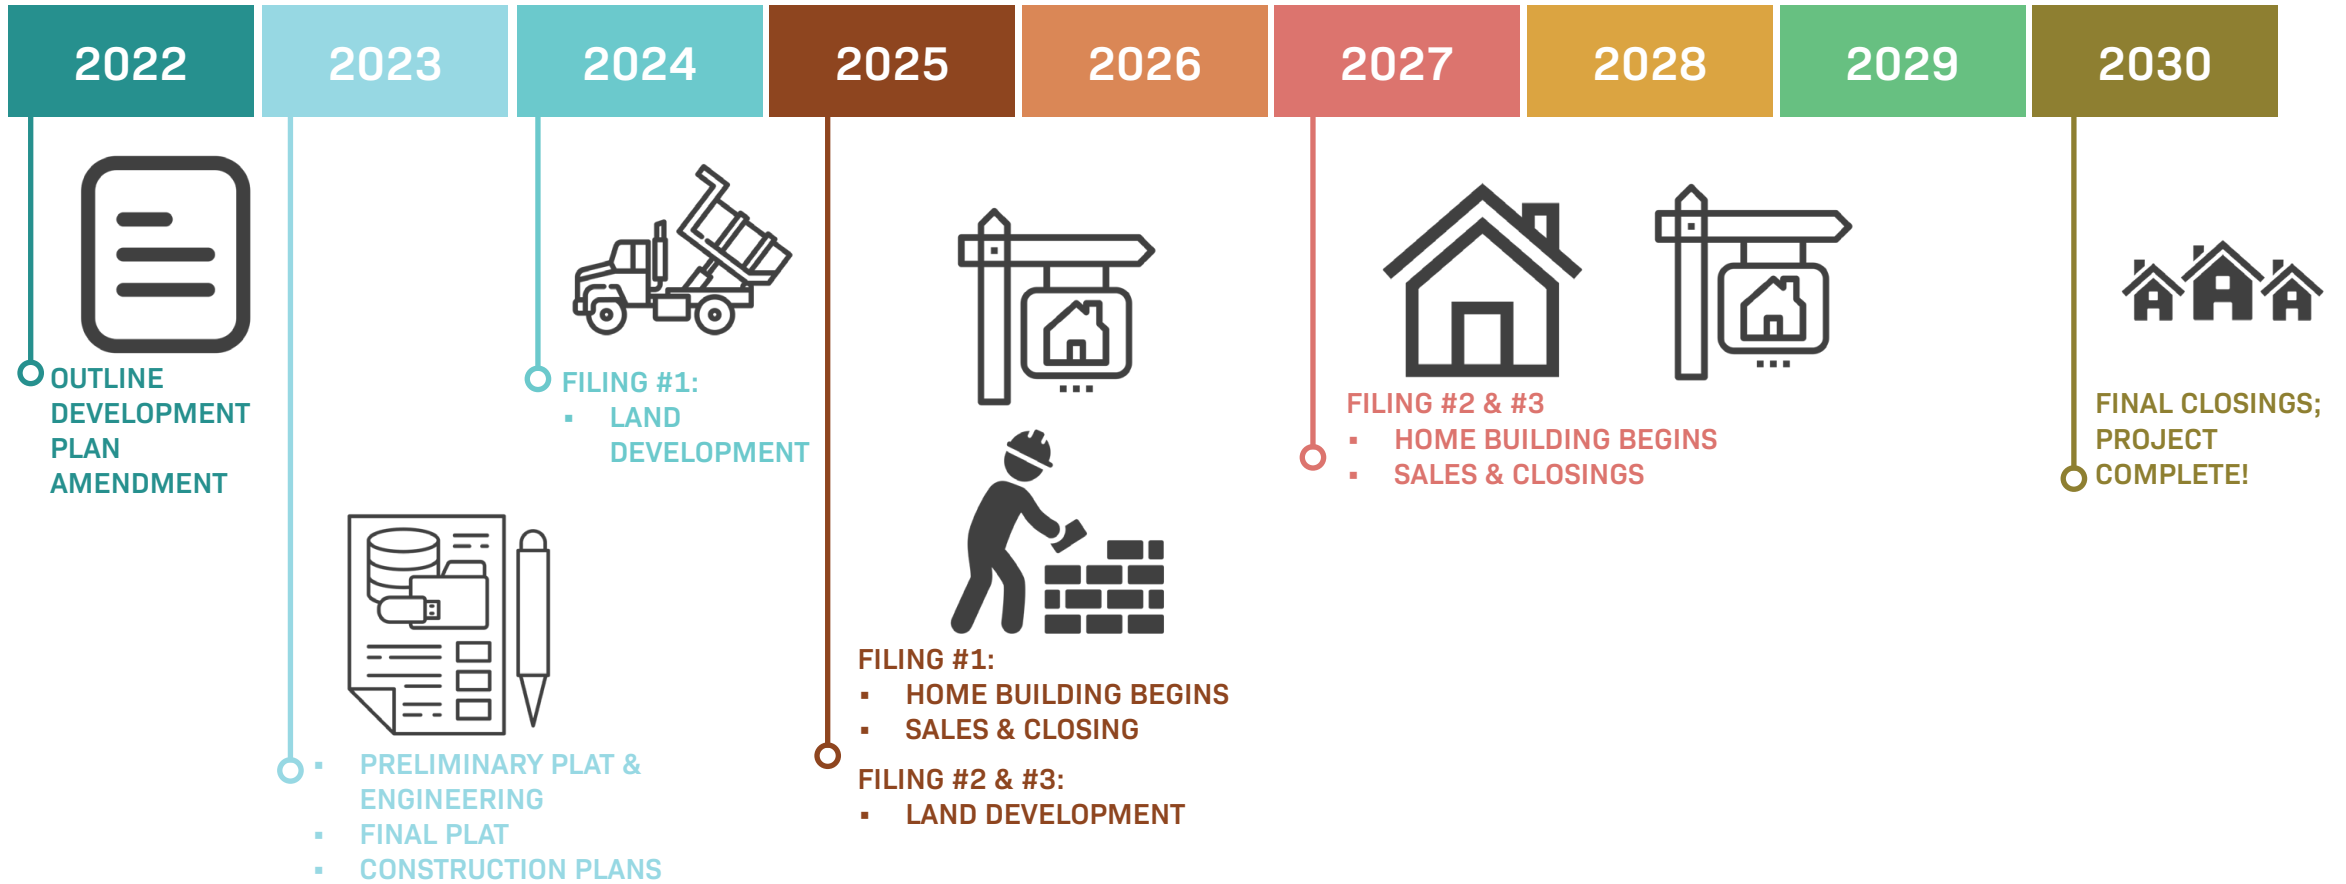 2022
2023
2024
2025
2026
2027
2028
2029
2030
OUTLINE
DEVELOPMENT
PLAN
AMENDMENT
▪ PRELIMINARY PLAT &
ENGINEERING
▪ FINAL PLAT
▪ CONSTRUCTION PLANS
FILING #1:
▪ LAND
DEVELOPMENT
FILING #1:
▪ HOME BUILDING BEGINS
▪ SALES & CLOSING
FILING #2 & #3:
▪ LAND DEVELOPMENT
FILING #2 & #3
▪ HOME BUILDING BEGINS
▪ SALES & CLOSINGS
FINAL CLOSINGS;
PROJECT
COMPLETE!